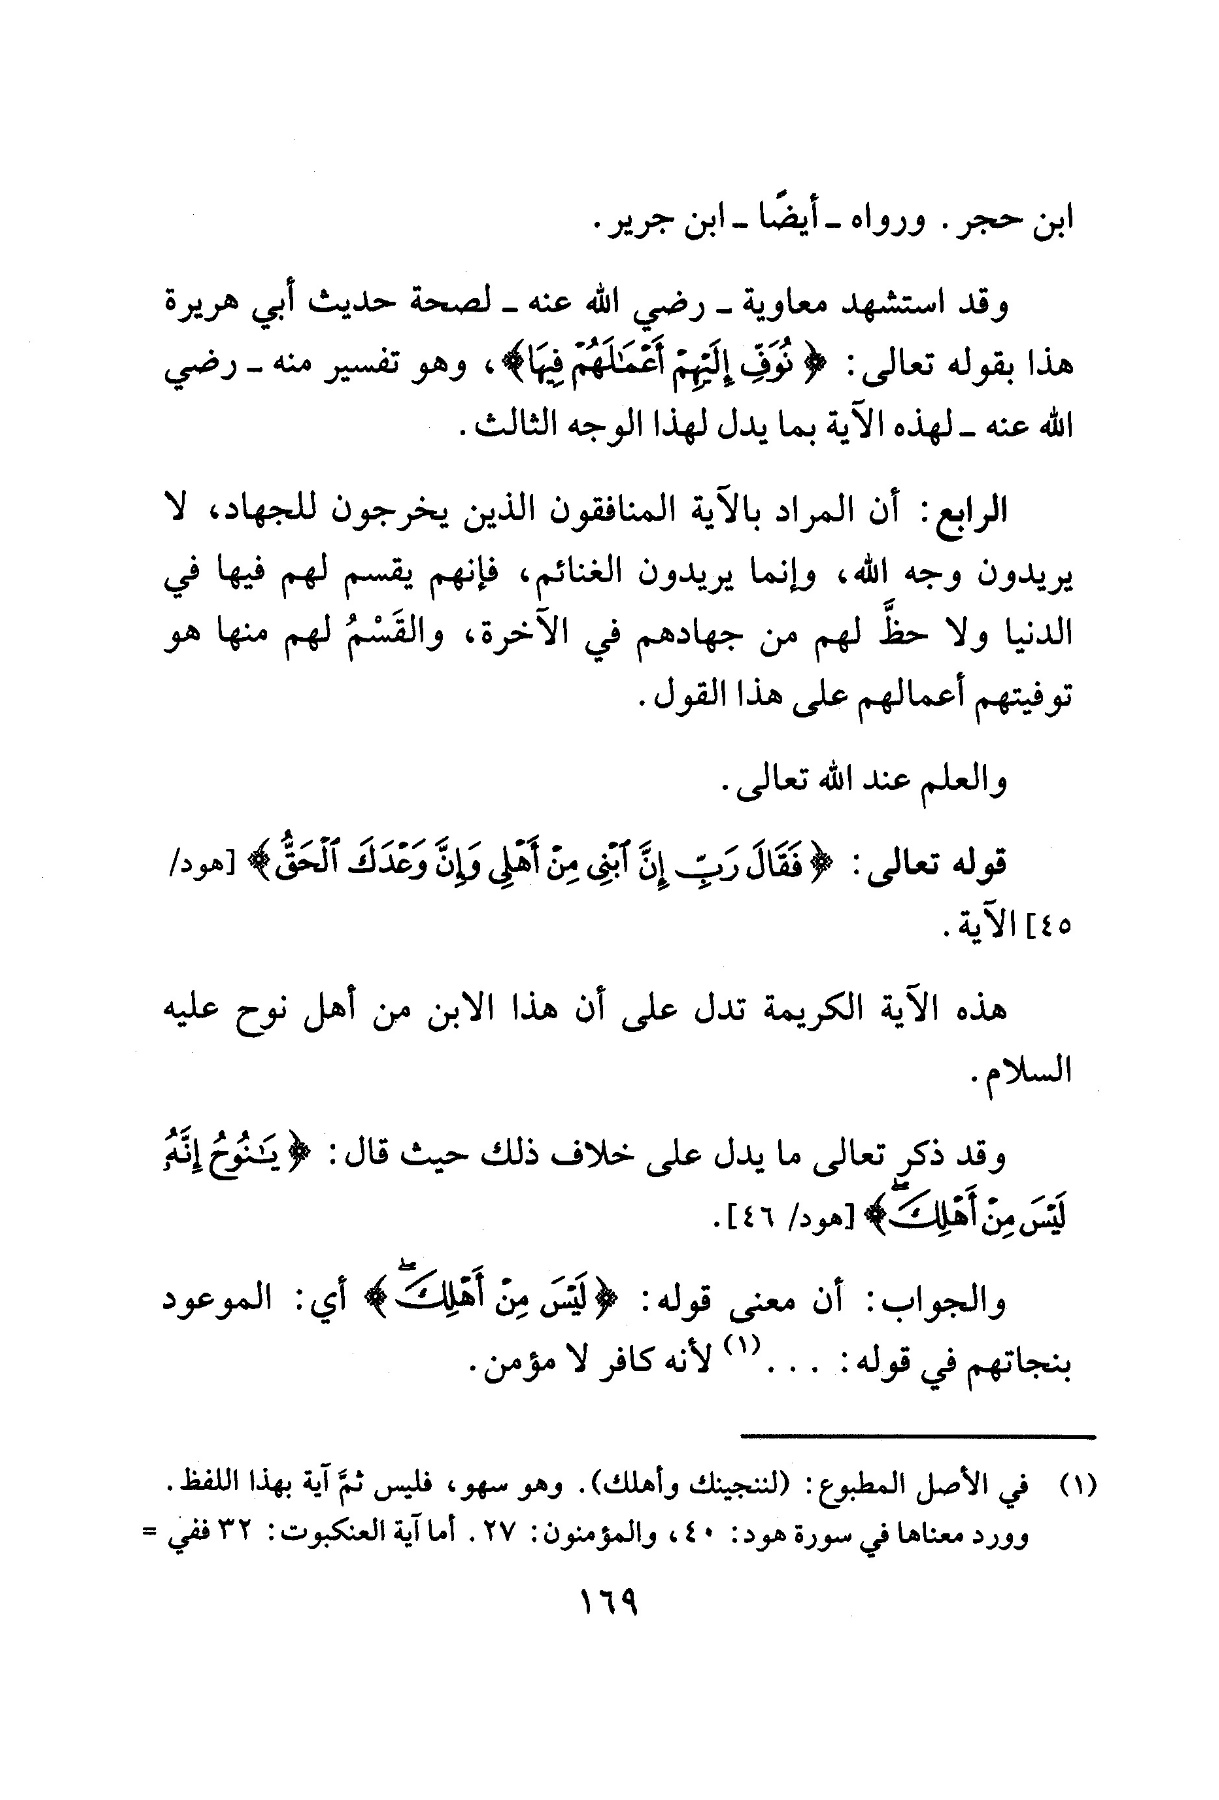 ابن حجر. ورواه ـ أيضًا ـ ابن جرير.
وقد استشهد معاوية ـ رضي الله عنه ـ لصحة حديث أبي هريرة
هذا بقوله تعالى: ﴿نُوَفِّ إِلَيْهِمْ أَعْمَٰلَهُمْ فِيهَا﴾، وهو تفسير منه ـ رضي
الله عنه ـ لهذه الآية بما يدل لهذا الوجه الثالث.
الرابع: أن المراد بالآية المنافقون الذين يخرجون للجهاد، لا
يريدون وجه الله، وإنما يريدون الغنائم، فإنهم يقسم لهم فيها في
الدنيا ولا حظَّ لهم من جهادهم في الآخرة، والقَسْمُ لهم منها هو
توفيتهم أعمالهم على هذا القول.
والعلم عند الله تعالى.
قوله تعالى: ﴿فَقَالَ رَبِّ إِنَّ ٱبْنِى مِنْ أَهْلِى وَإِنَّ وَعْدَكَ ٱلْحَقُّ﴾ [هود/
٤٥] الآية.
هذه الآية الكريمة تدل على أن هذا الابن من أهل نوح عليه
السلام.
وقد ذكر تعالى ما يدل على خلاف ذلك حيث قال: ﴿يَٰنُوحُ إِنَّهُۥ
لَيْسَ مِنْ أَهْلِكَ ۖ﴾ [هود/ ٤٦].
والجواب: أن معنى قوله: ﴿لَيْسَ مِنْ أَهْلِكَ ۖ﴾ أي: الموعود
بنجاتهم في قوله: . . .(١) لأنه كافر لا مؤمن.
(١) في الأصل المطبوع: (لننجينك وأهلك). وهو سهو، فليس ثمَّ آية بهذا اللفظ.
وورد معناها في سورة هود: ٤٠، والمؤمنون: ٢٧. أما آية العنكبوت: ٣٢ ففي =
١٦٩